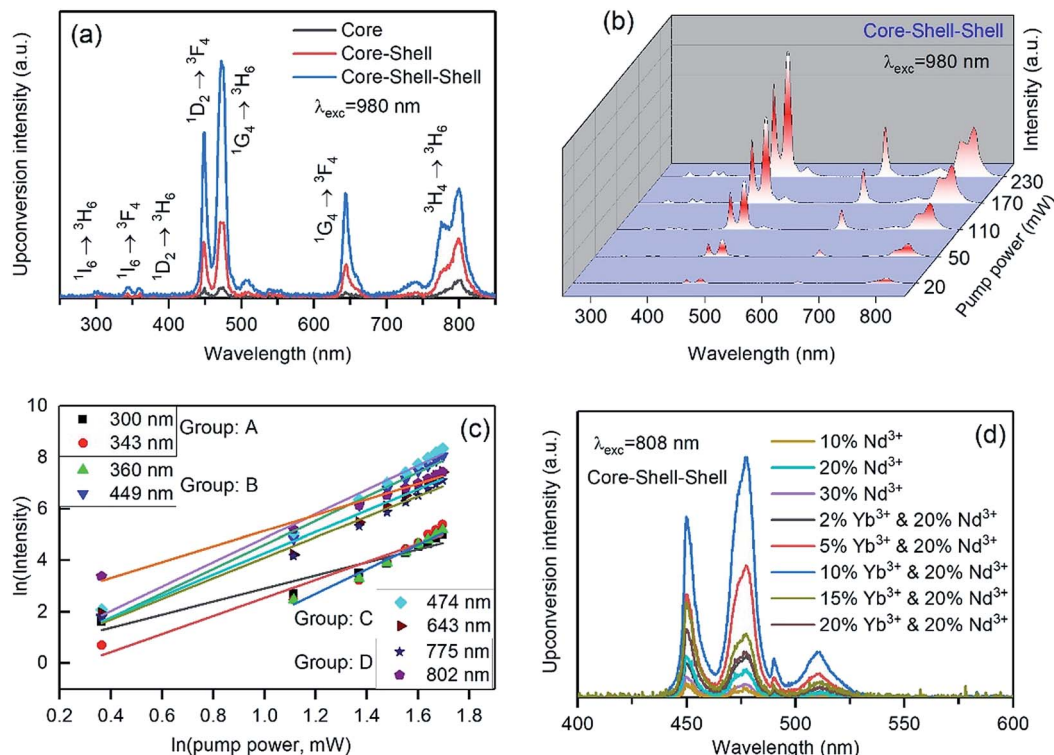 (a)
Core
Core-Shell
Core-Shell-Shell
λexc=980 nm
¹I₆ → ³H₆
¹I₆ → ³F₄
¹D₂ → ³H₆
¹D₂ → ³F₄
¹G₄ → ³H₆
¹G₄ → ³F₄
³H₄ → ³H₆
Upconversion intensity (a.u.)
300 400 500 600 700 800
Wavelength (nm)
(b)
Core-Shell-Shell
λexc=980 nm
Intensity (a.u.)
230
170
110
50
20
Pump power (mW)
300 400 500 600 700 800
Wavelength (nm)
(c)
300 nm
343 nm
Group: A
360 nm
449 nm
Group: B
474 nm
643 nm
Group: C
775 nm
802 nm
Group: D
ln(Intensity)
10
8
6
4
2
0
0.2 0.4 0.6 0.8 1.0 1.2 1.4 1.6 1.8
ln(pump power, mW)
(d)
λexc=808 nm
Core-Shell-Shell
10% Nd³⁺
20% Nd³⁺
30% Nd³⁺
2% Yb³⁺ & 20% Nd³⁺
5% Yb³⁺ & 20% Nd³⁺
10% Yb³⁺ & 20% Nd³⁺
15% Yb³⁺ & 20% Nd³⁺
20% Yb³⁺ & 20% Nd³⁺
Upconversion intensity (a.u.)
400 450 500 550 600
Wavelength (nm)